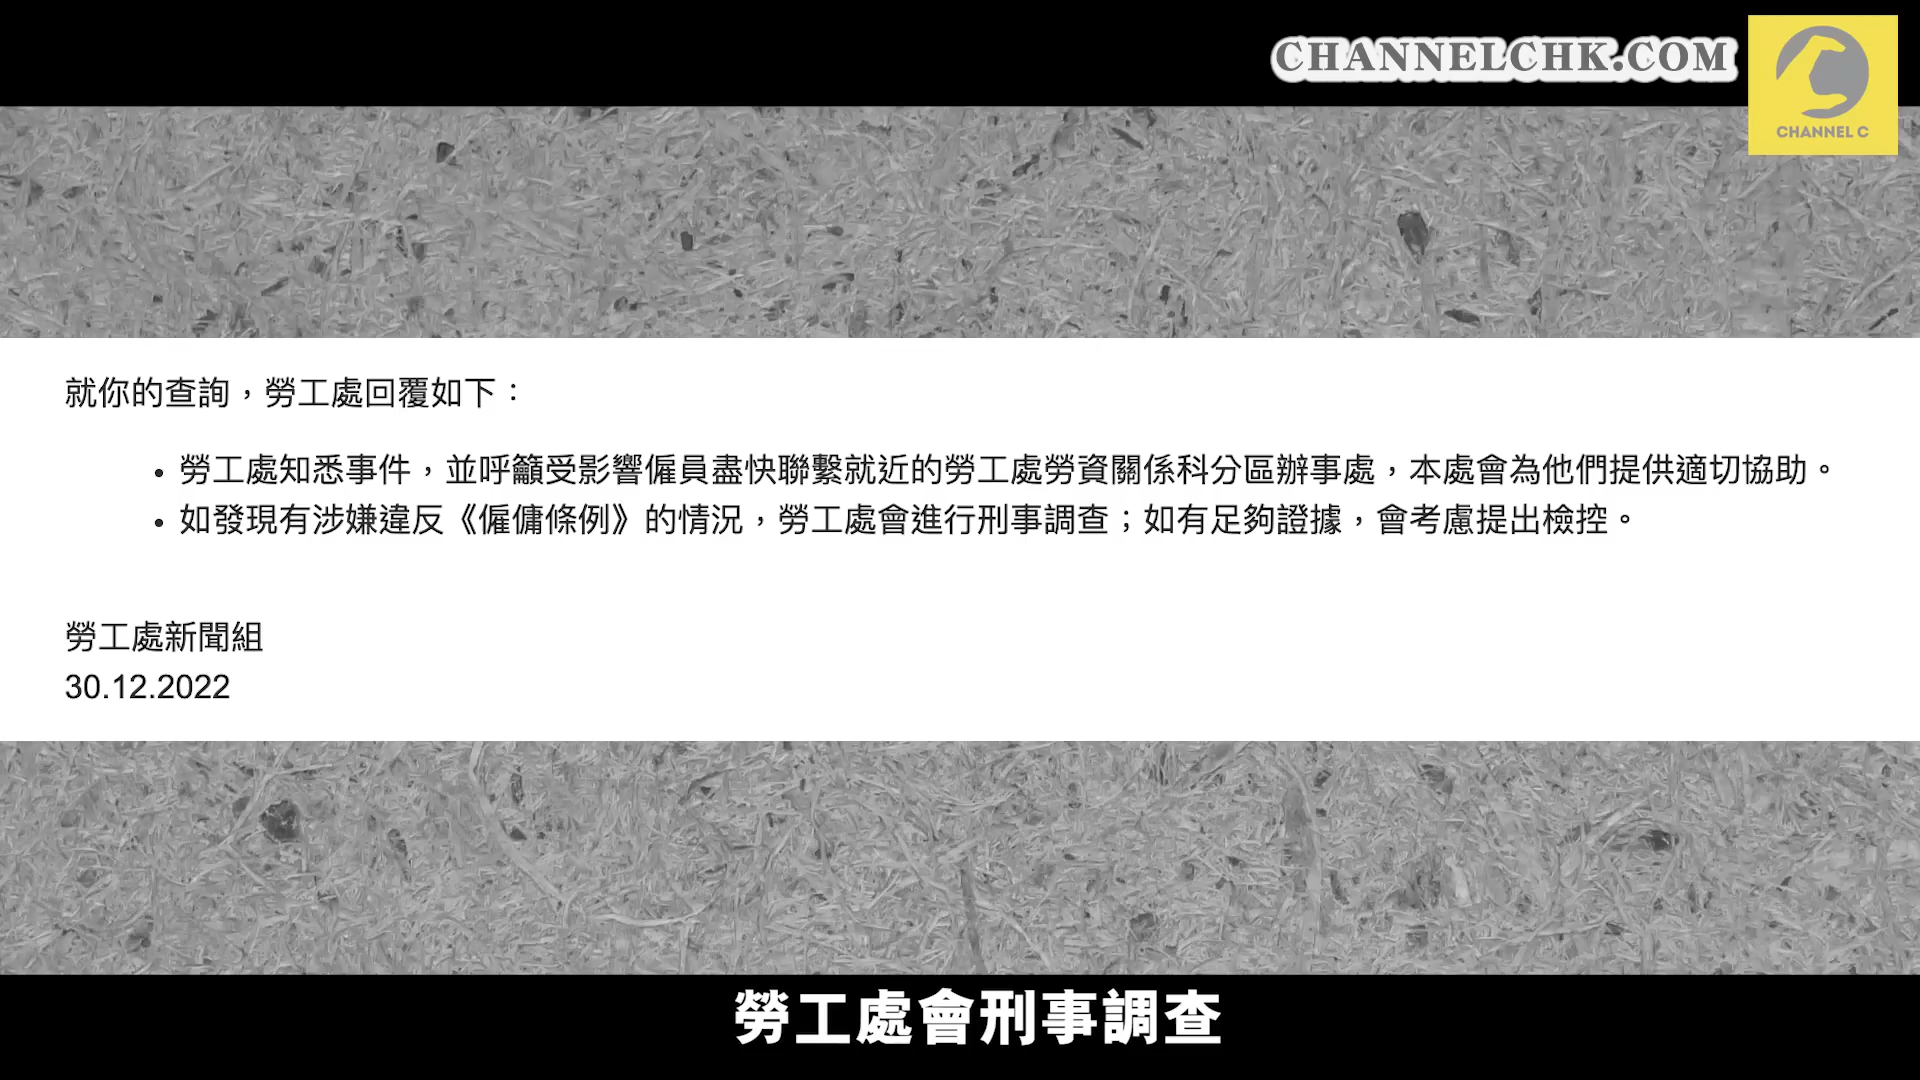 CHANNELCHK.COM
CHANNEL C
就你的查詢，勞工處回覆如下：
• 勞工處知悉事件，並呼籲受影響僱員盡快聯繫就近的勞工處勞資關係科分區辦事處，本處會為他們提供適切協助。
• 如發現有涉嫌違反《僱傭條例》的情況，勞工處會進行刑事調查；如有足夠證據，會考慮提出檢控。
勞工處新聞組
30.12.2022
勞工處會刑事調查